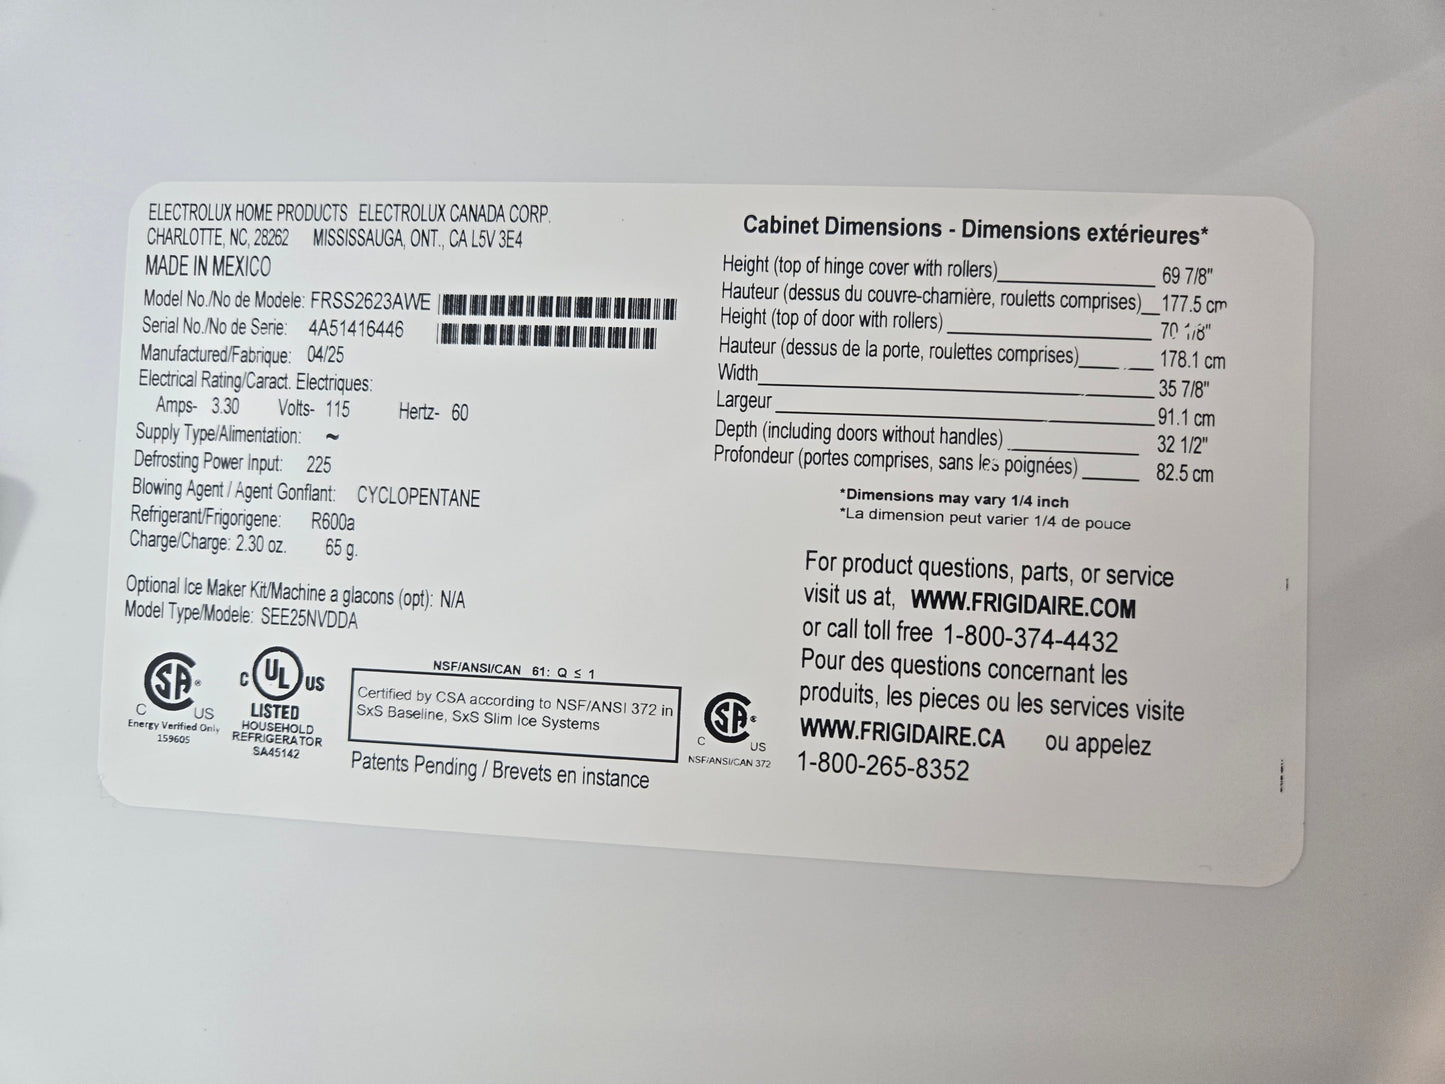 ELECTROLUX HOME PRODUCTS ELECTROLUX CANADA CORP.
CHARLOTTE, NC, 28262 MISSISSAUGA, ONT., CA L5V 3E4
MADE IN MEXICO
Model No./No de Modele: FRSS2623AWE
Serial No./No de Serie: 4A51416446
Manufactured/Fabrique: 04/25
Electrical Rating/Caract. Electriques:
Amps- 3.30 Volts- 115 Hertz- 60
Supply Type/Alimentation: ~
Defrosting Power Input: 225
Blowing Agent / Agent Gonflant: CYCLOPENTANE
Refrigerant/Frigorigene: R600a
Charge/Charge: 2.30 oz. 65 g.
Optional Ice Maker Kit/Machine a glacons (opt): N/A
Model Type/Modele: SEE25NVDDA
CSA ®
C US
Energy Verified Only
159605
C UL US
LISTED
HOUSEHOLD
REFRIGERATOR
SA45142
NSF/ANSI/CAN 61: Q ≤ 1
Certified by CSA according to NSF/ANSI 372 in
SxS Baseline, SxS Slim Ice Systems
Patents Pending / Brevets en instance
CSA ®
C US
NSF/ANSI/CAN 372
Cabinet Dimensions - Dimensions extérieures*
Height (top of hinge cover with rollers) 69 7/8"
Hauteur (dessus du couvre-charnière, rouletts comprises) 177.5 cm
Height (top of door with rollers) 70 1/8"
Hauteur (dessus de la porte, roulettes comprises) 178.1 cm
Width 35 7/8"
Largeur 91.1 cm
Depth (including doors without handles) 32 1/2"
Profondeur (portes comprises, sans les poignées) 82.5 cm
*Dimensions may vary 1/4 inch
*La dimension peut varier 1/4 de pouce
For product questions, parts, or service
visit us at, WWW.FRIGIDAIRE.COM
or call toll free 1-800-374-4432
Pour des questions concernant les
produits, les pieces ou les services visite
WWW.FRIGIDAIRE.CA ou appelez
1-800-265-8352